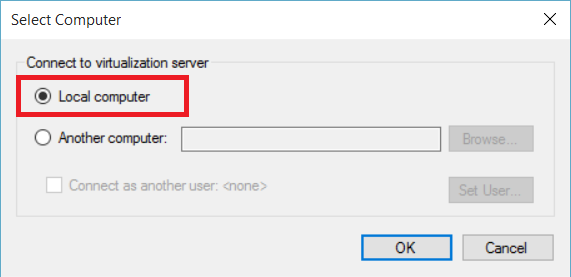 Select Computer
Connect to virtualization server
Local computer
Another computer:
Browse...
Connect as another user: <none>
Set User...
OK
Cancel